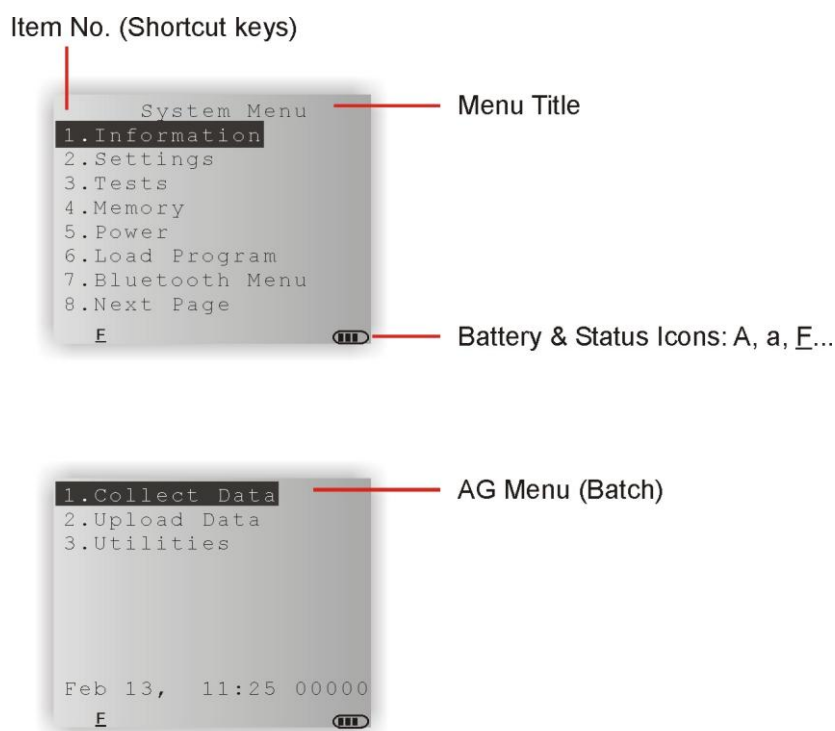 Item No. (Shortcut keys)
System Menu
Menu Title
1.Information
2.Settings
3.Tests
4.Memory
5.Power
6.Load Program
7.Bluetooth Menu
8.Next Page
F
Battery & Status Icons: A, a, F...
1.Collect Data
AG Menu (Batch)
2.Upload Data
3.Utilities
Feb 13, 11:25 00000
F